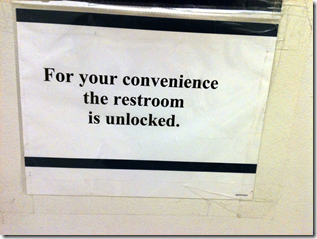 For your convenience
the restroom
is unlocked.